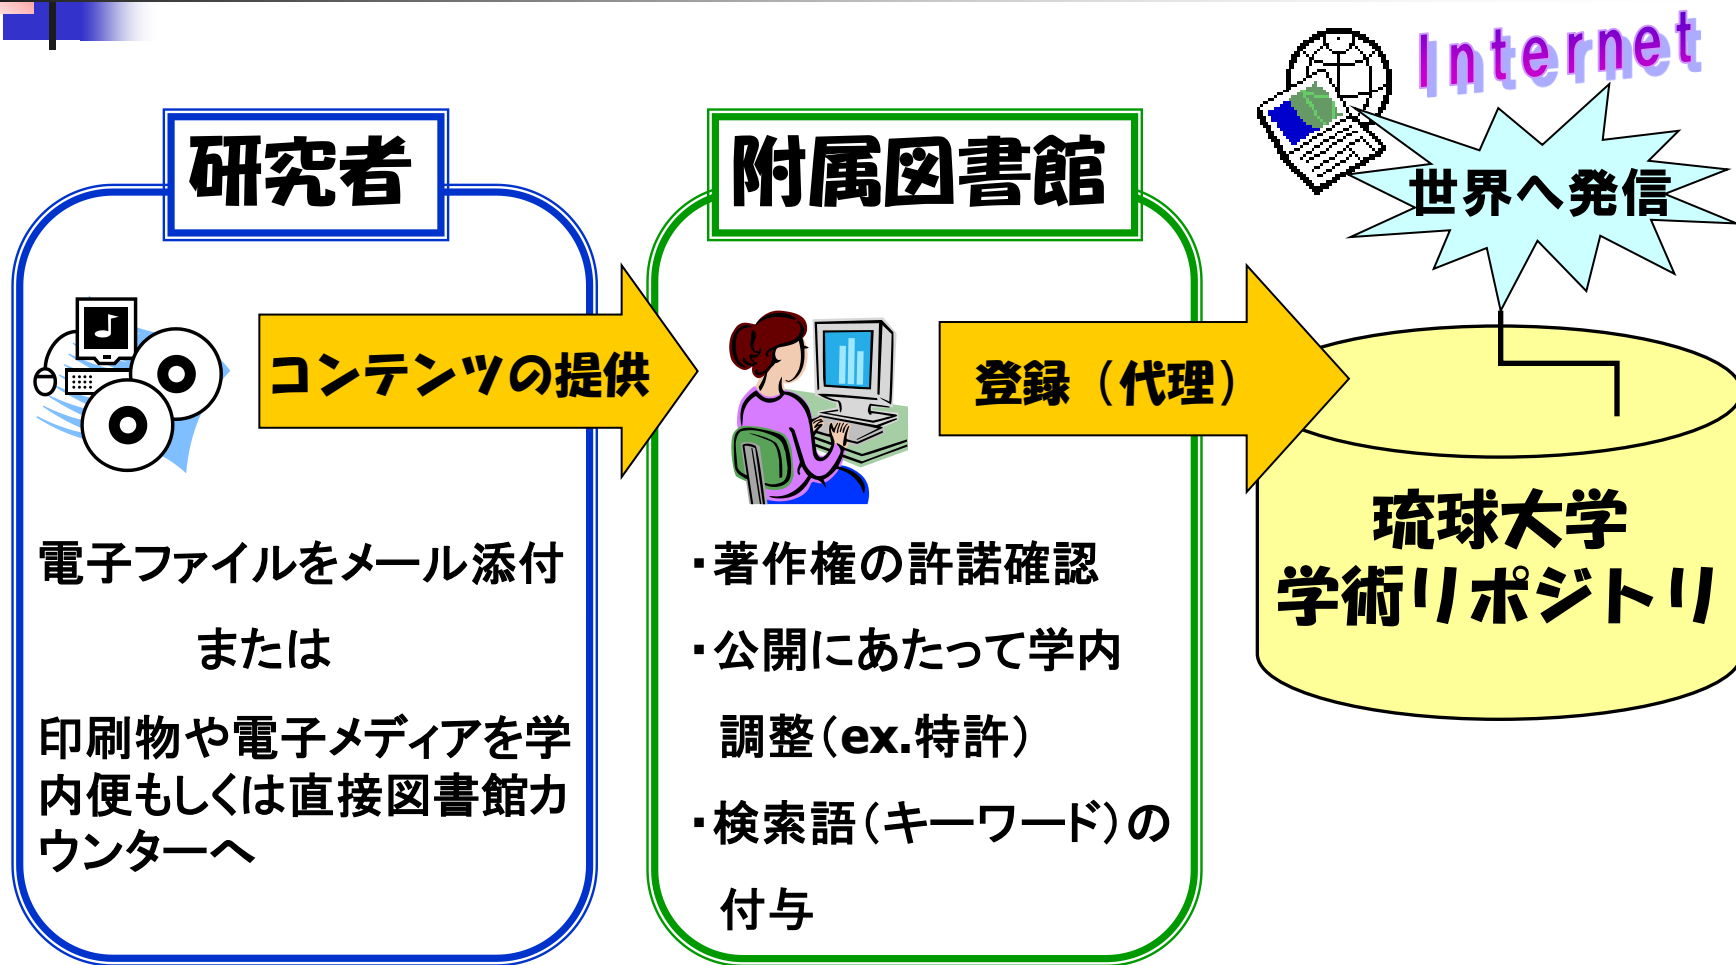 Internet
研究者
附属図書館
世界へ発信
コンテンツの提供
登録（代理）
電子ファイルをメール添付
または
印刷物や電子メディアを学
内便もしくは直接図書館カ
ウンターへ
・著作権の許諾確認
・公開にあたって学内
調整（ex.特許）
・検索語（キーワード）の
付与
琉球大学
学術リポジトリ